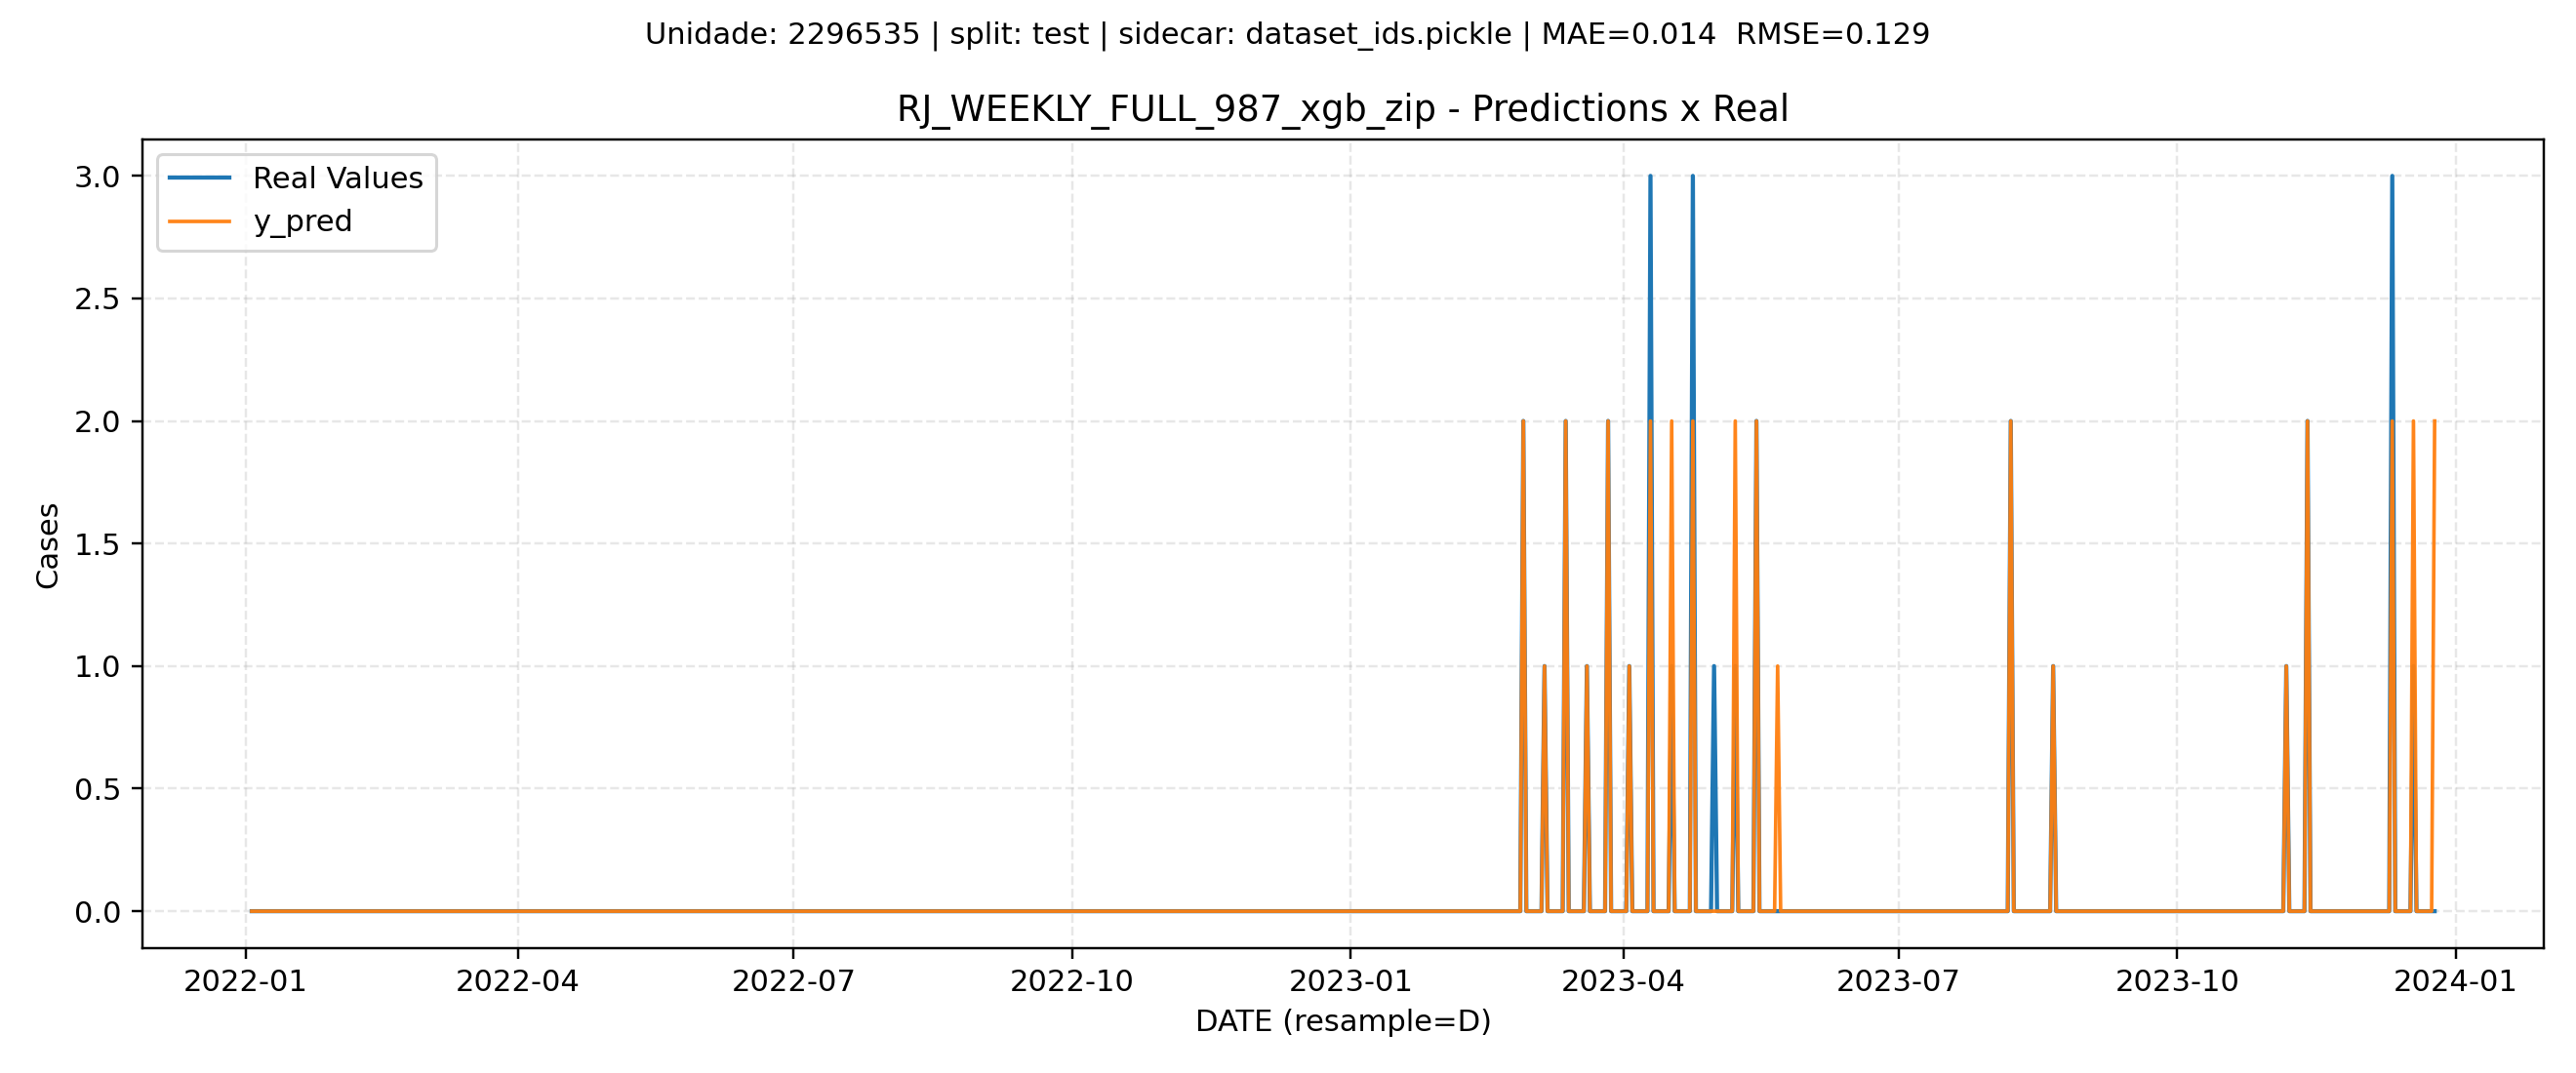 Unidade: 2296535 | split: test | sidecar: dataset_ids.pickle | MAE=0.014  RMSE=0.129
RJ_WEEKLY_FULL_987_xgb_zip - Predictions x Real
Real Values
y_pred
Cases
3.0
2.5
2.0
1.5
1.0
0.5
0.0
2022-01 2022-04 2022-07 2022-10 2023-01 2023-04 2023-07 2023-10 2024-01
DATE (resample=D)